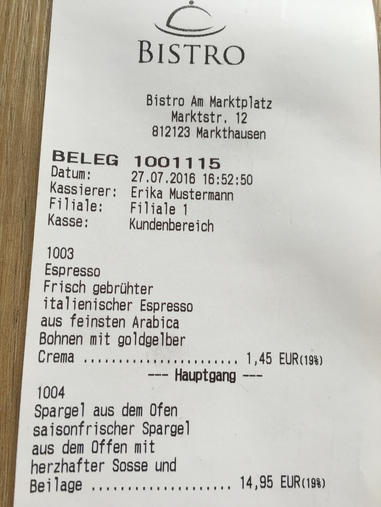 BISTRO
Bistro Am Marktplatz
Marktstr. 12
812123 Markthausen
BELEG 1001115
Datum: 27.07.2016 16:52:50
Kassierer: Erika Mustermann
Filiale: Filiale 1
Kasse: Kundenbereich
1003
Espresso
Frisch gebrühter
italienischer Espresso
aus feinsten Arabica
Bohnen mit goldgelber
Crema ........................ 1,45 EUR(19%)
--- Hauptgang ---
1004
Spargel aus dem Ofen
saisonfrischer Spargel
aus dem Offen mit
herzhafter Sosse und
Beilage ..................... 14,95 EUR(19%)